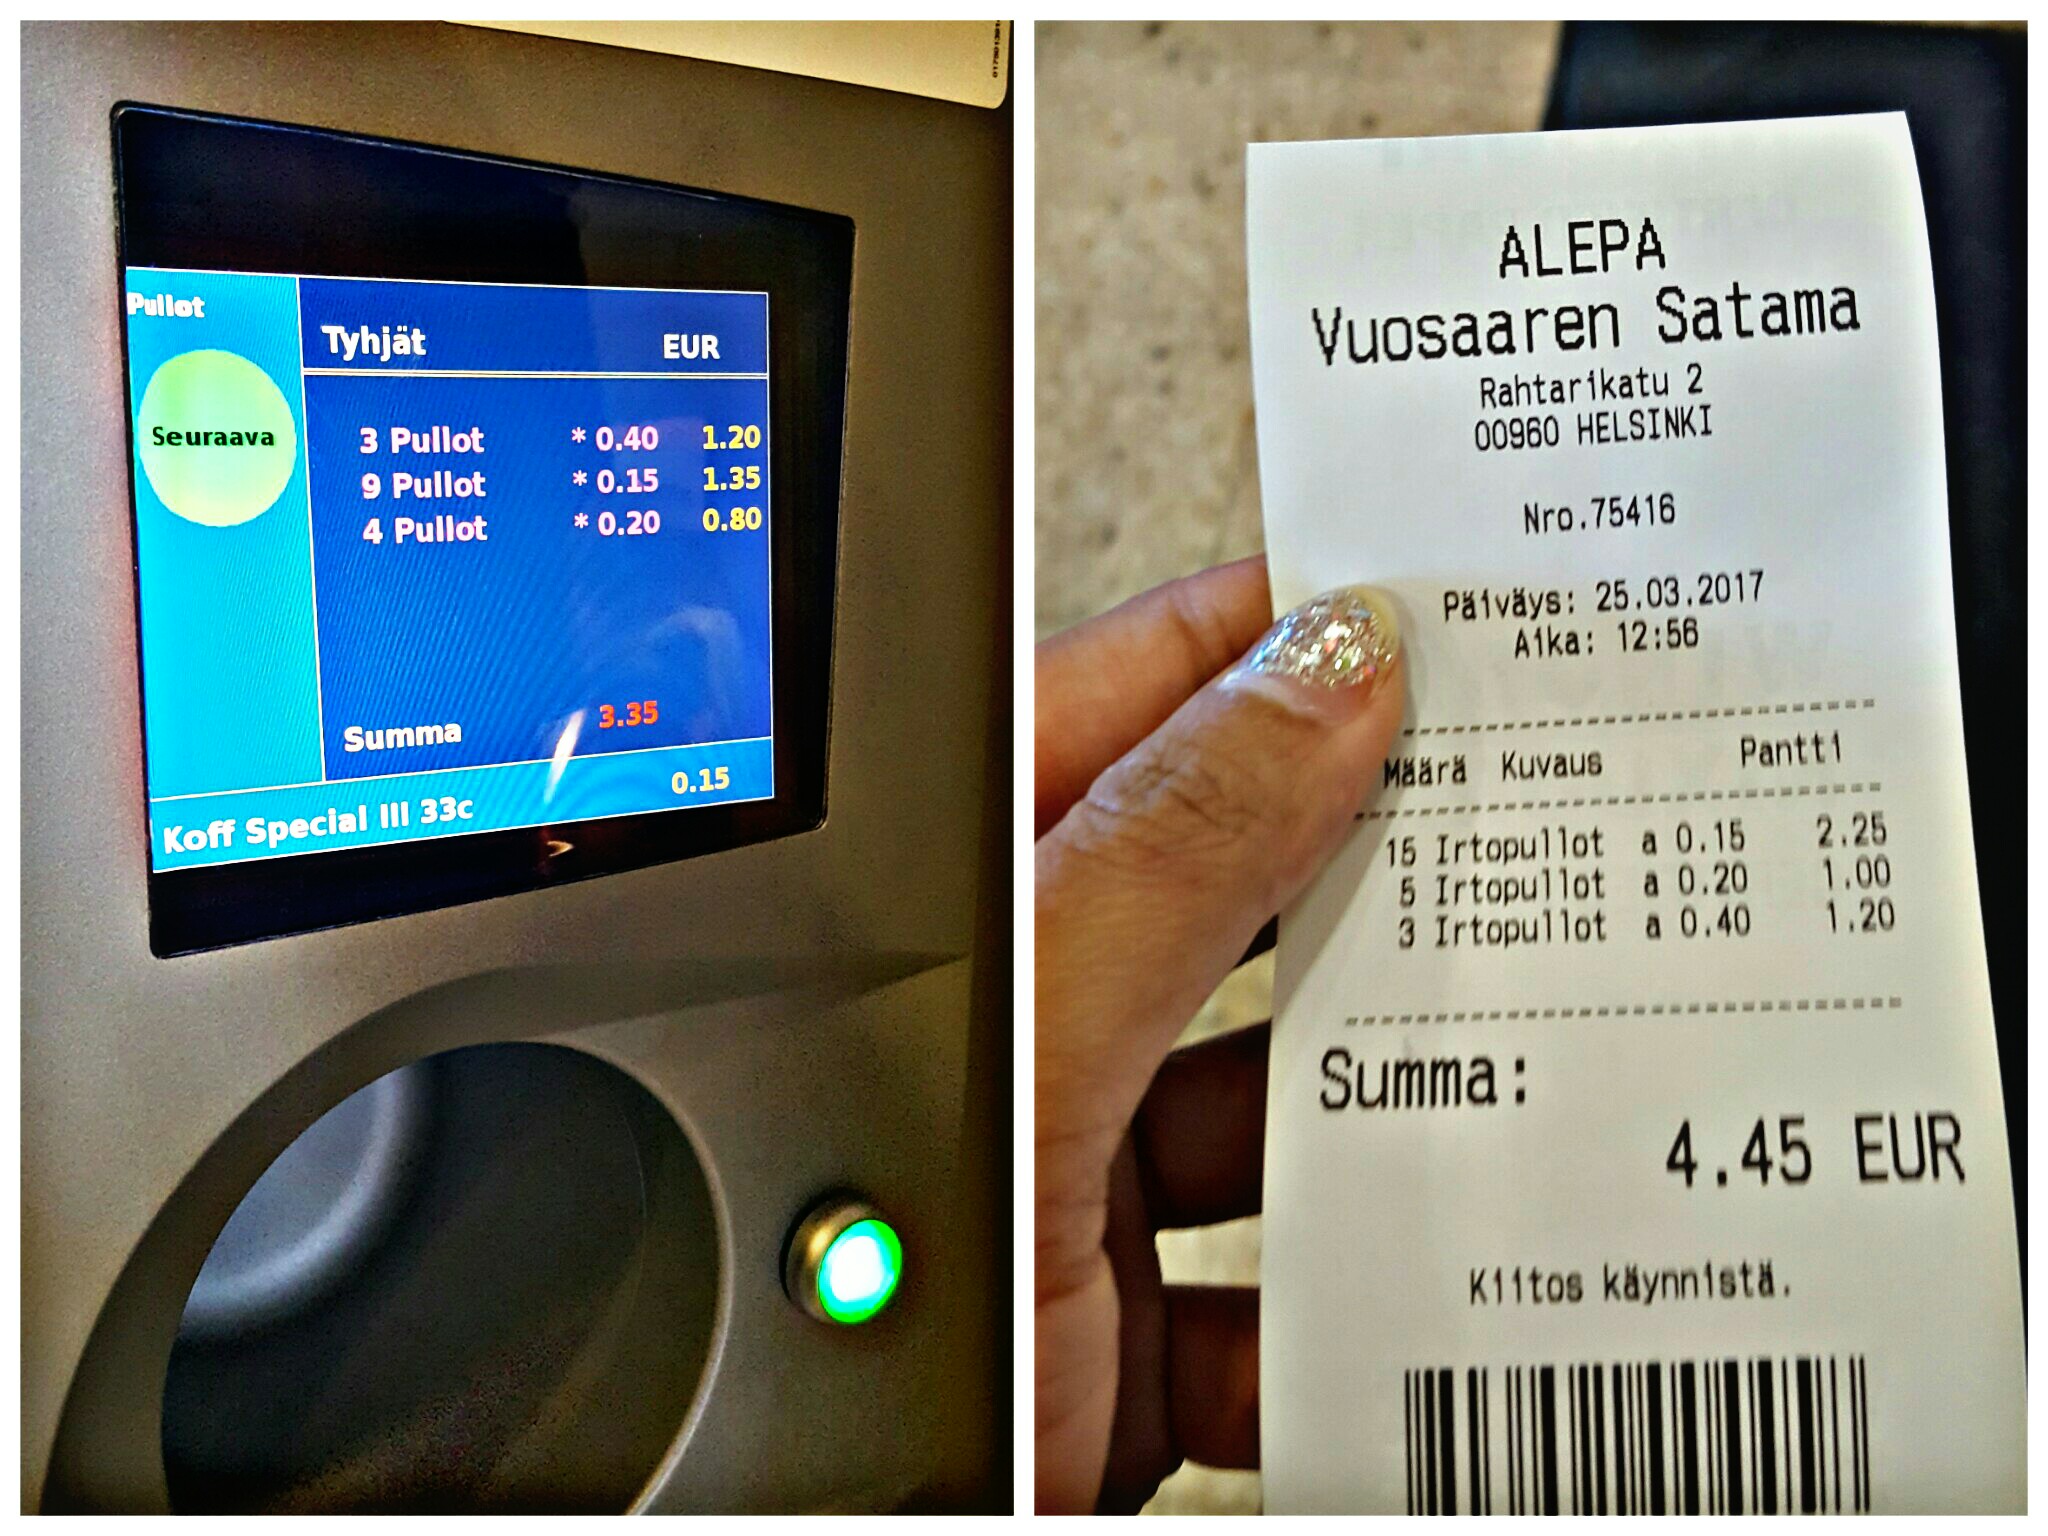 Pullot
Seuraava
Tyhjät EUR
3 Pullot * 0.40 1.20
9 Pullot * 0.15 1.35
4 Pullot * 0.20 0.80
Summa 3.35
Koff Special III 33c 0.15
ALEPA
Vuosaaren Satama
Rahtarikatu 2
00960 HELSINKI
Nro.75416
Päiväys: 25.03.2017
Aika: 12:56
Määrä Kuvaus Pantti
15 Irtopullot a 0.15 2.25
5 Irtopullot a 0.20 1.00
3 Irtopullot a 0.40 1.20
Summa:
4.45 EUR
Kiitos käynnistä.